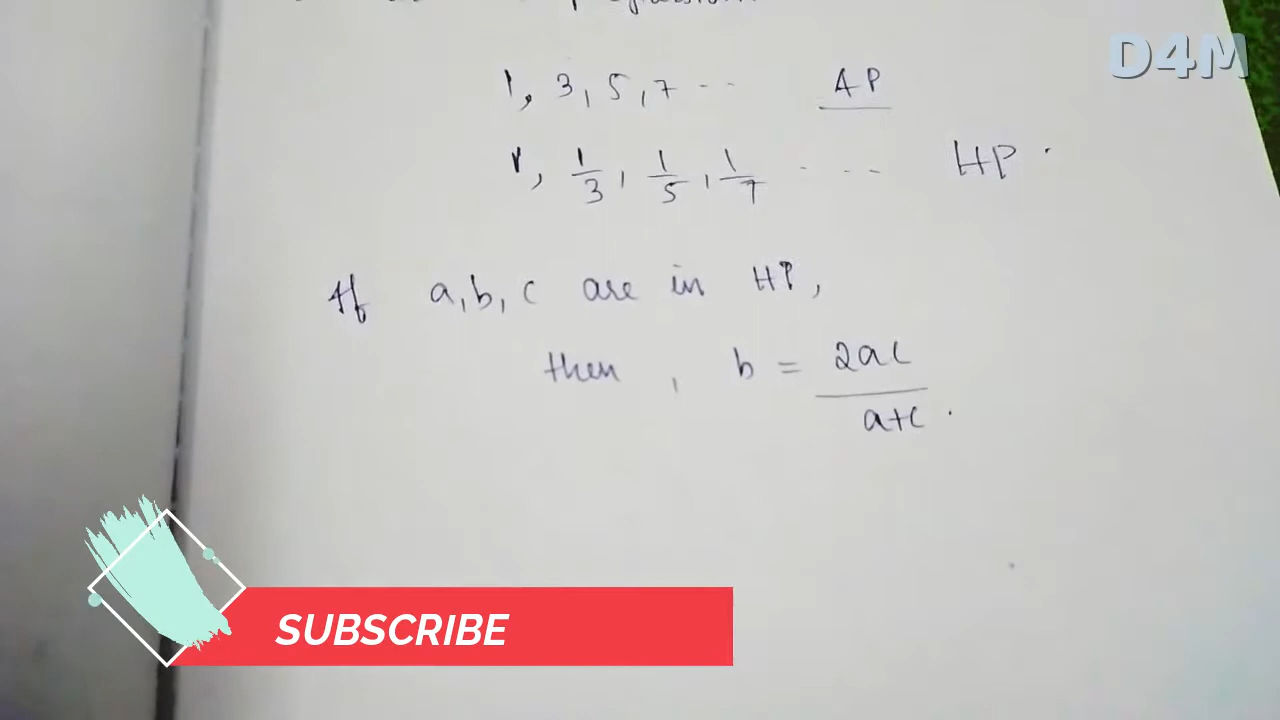 D4M
1, 3, 5, 7 -- AP
1, 1/3, 1/5, 1/7 . -- HP.
If a, b, c are in HP,
then, b = 2ac
a+c.
SUBSCRIBE